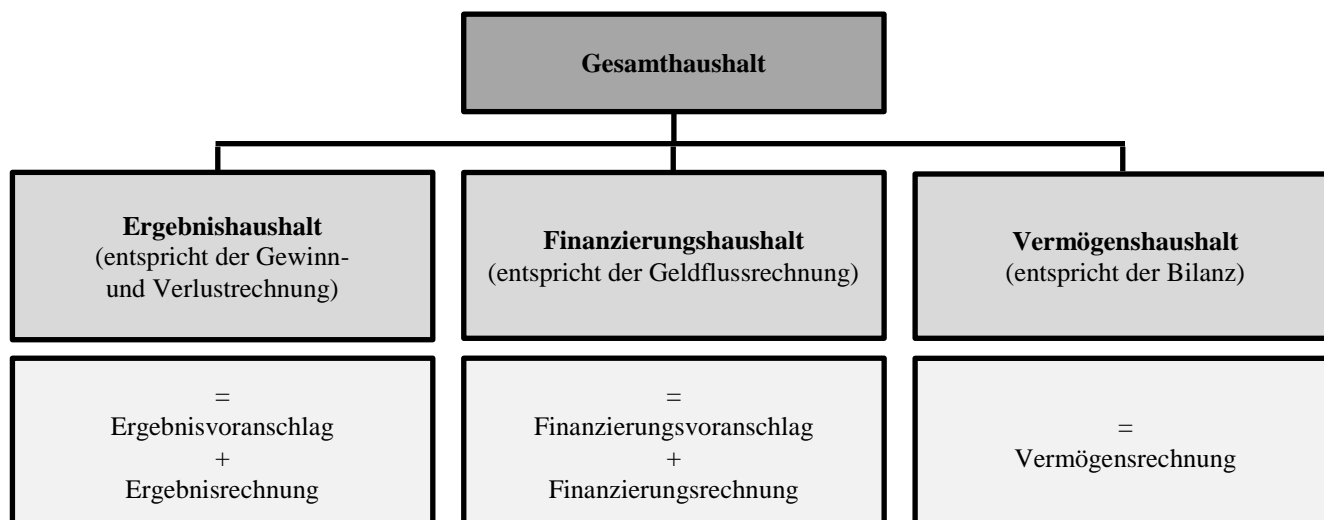 Gesamthaushalt
Ergebnishaushalt
(entspricht der Gewinn-
und Verlustrechnung)
Finanzierungshaushalt
(entspricht der Geldflussrechnung)
Vermögenshaushalt
(entspricht der Bilanz)
=
Ergebnisvoranschlag
+
Ergebnisrechnung
=
Finanzierungsvoranschlag
+
Finanzierungsrechnung
=
Vermögensrechnung